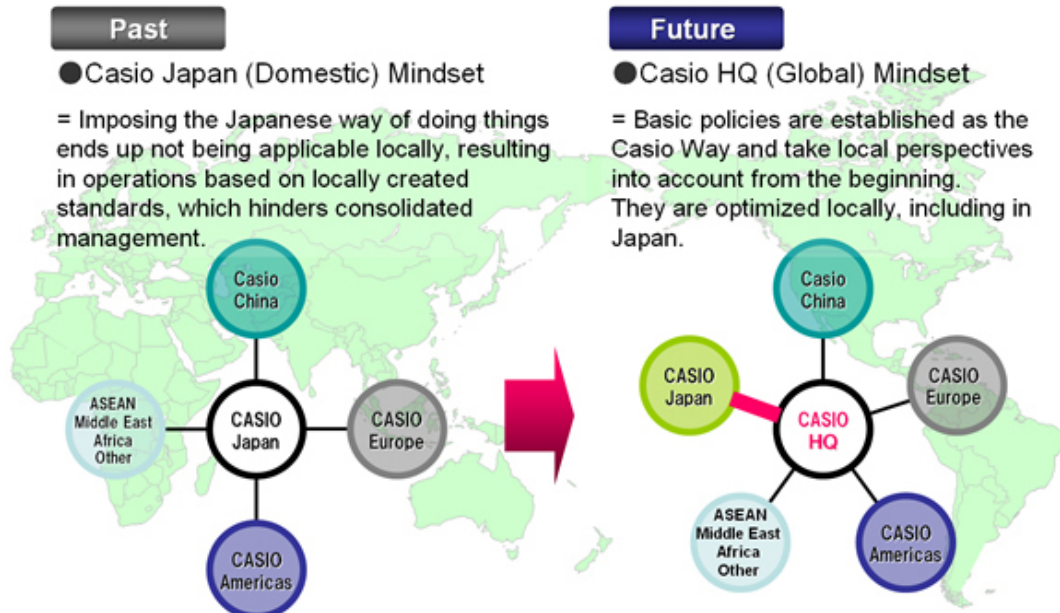 Past
●Casio Japan (Domestic) Mindset
= Imposing the Japanese way of doing things
ends up not being applicable locally, resulting
in operations based on locally created
standards, which hinders consolidated
management.
Casio
China
ASEAN
Middle East
Africa
Other
CASIO
Japan
CASIO
Europe
CASIO
Americas
Future
●Casio HQ (Global) Mindset
= Basic policies are established as the
Casio Way and take local perspectives
into account from the beginning.
They are optimized locally, including in
Japan.
Casio
China
CASIO
Japan
CASIO
Europe
CASIO
HQ
ASEAN
Middle East
Africa
Other
CASIO
Americas